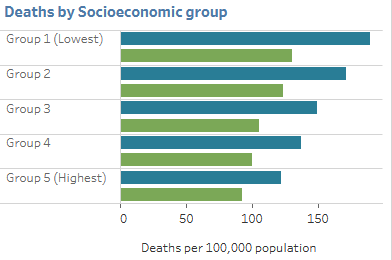 Deaths by Socioeconomic group
Group 1 (Lowest)
Group 2
Group 3
Group 4
Group 5 (Highest)
0 50 100 150
Deaths per 100,000 population